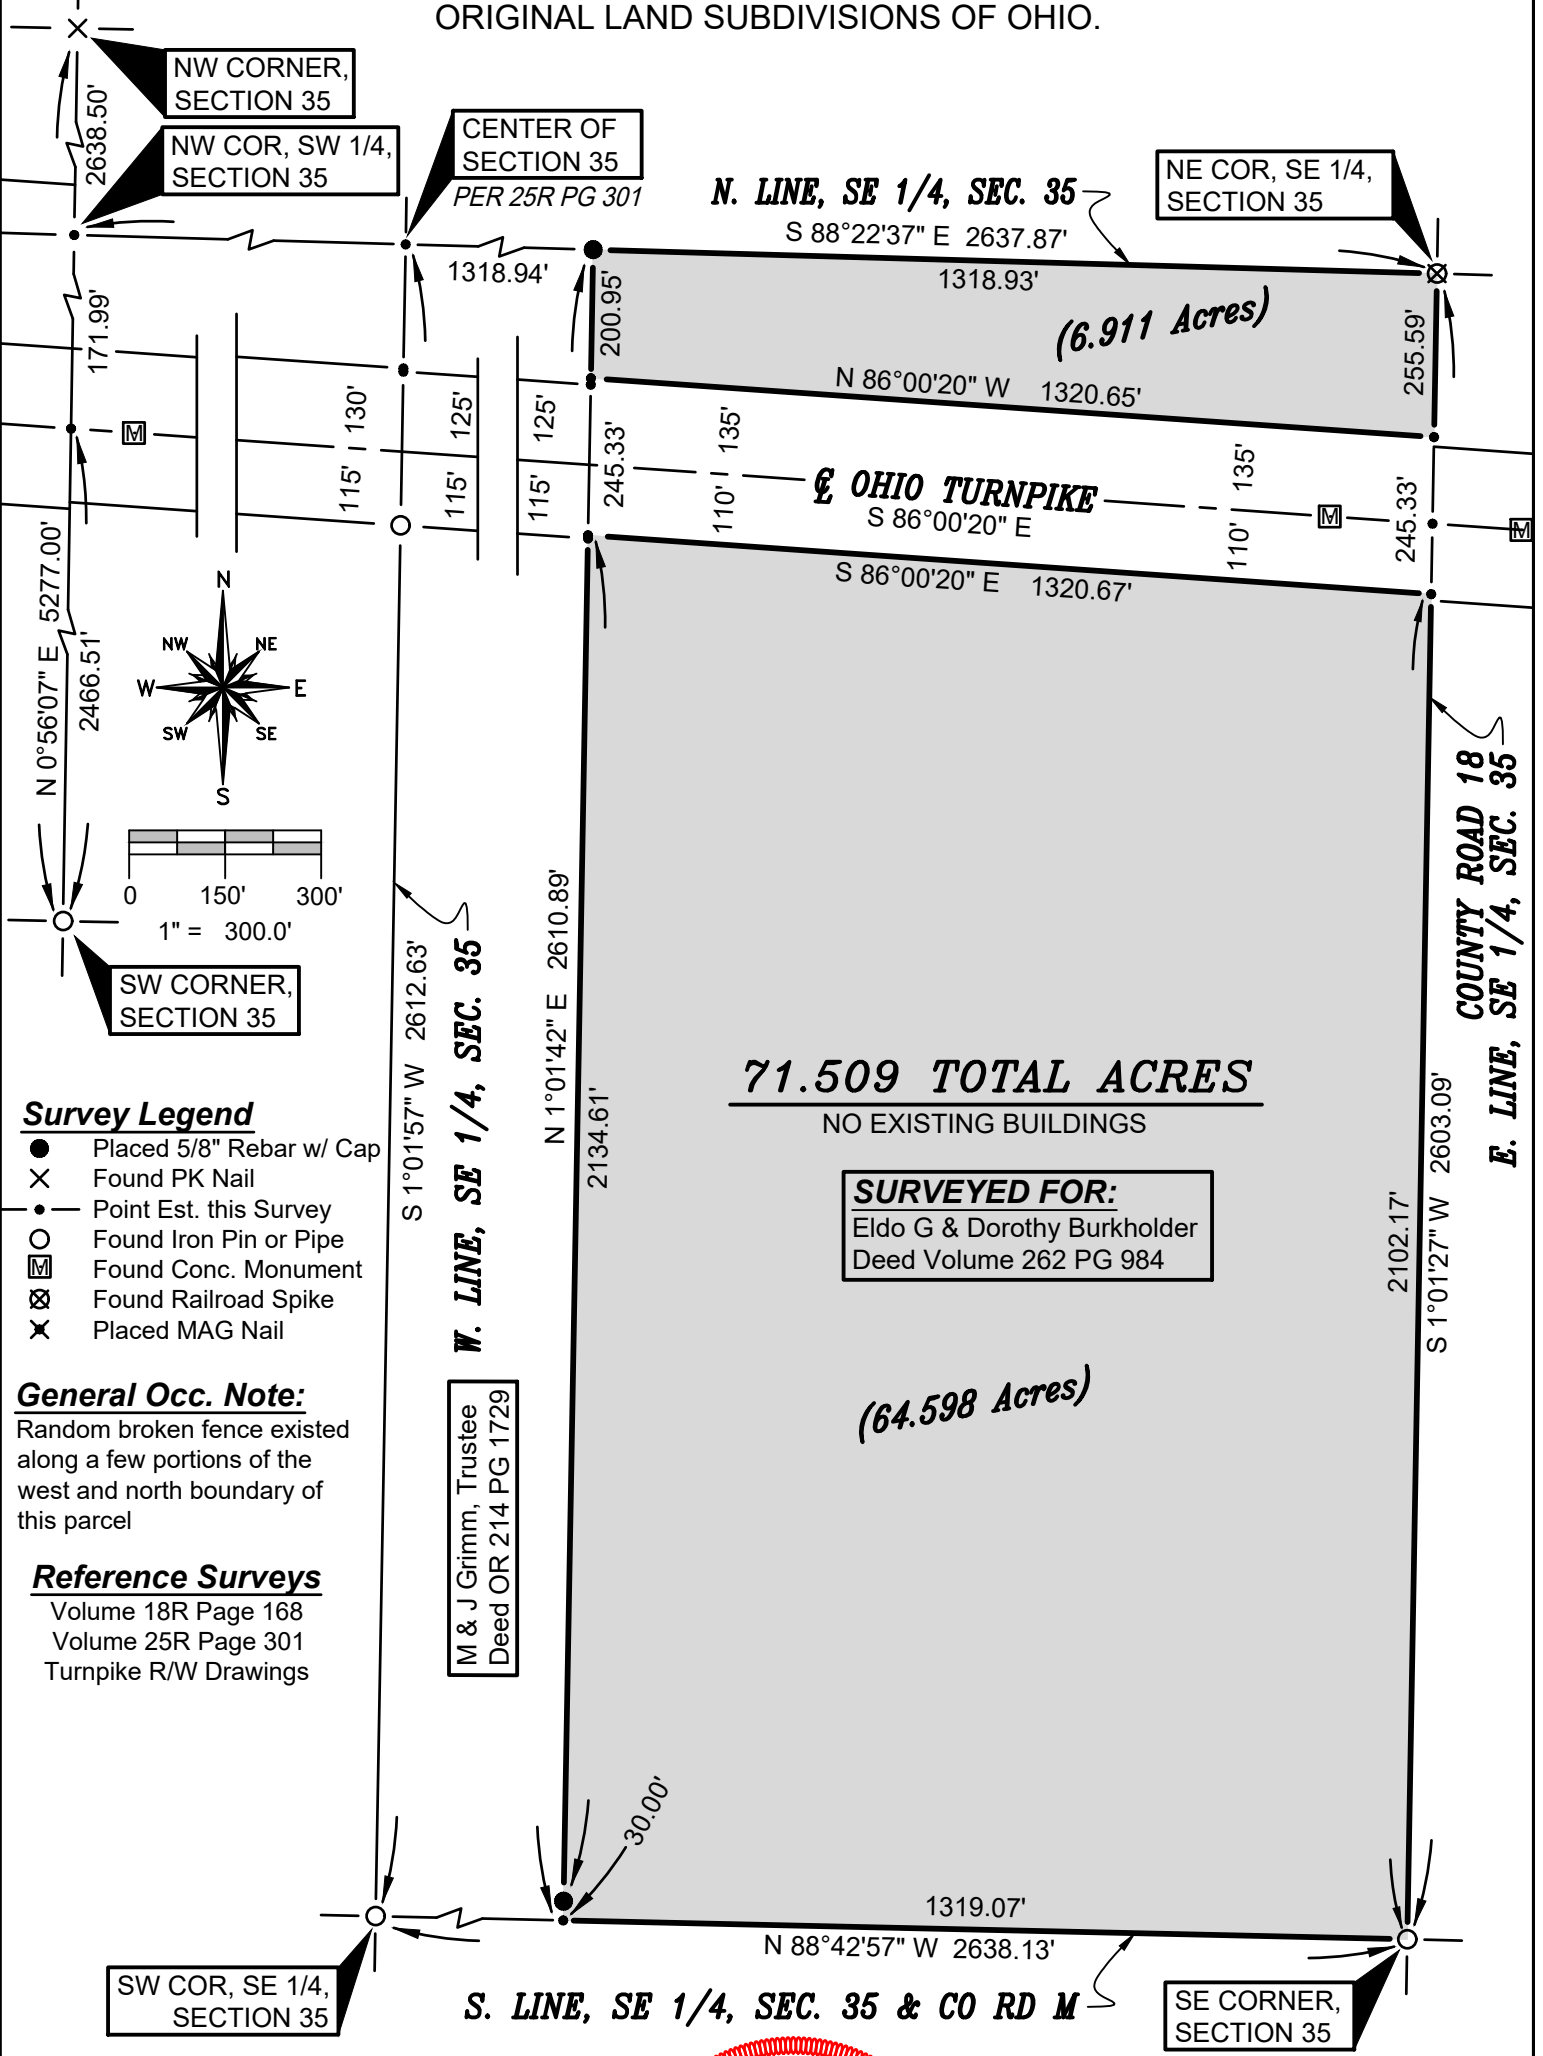 ORIGINAL LAND SUBDIVISIONS OF OHIO.
NW CORNER,
SECTION 35
2638.50'
NW COR, SW 1/4,
SECTION 35
CENTER OF
SECTION 35
PER 25R PG 301
N. LINE, SE 1/4, SEC. 35
S 88°22'37" E 2637.87'
NE COR, SE 1/4,
SECTION 35
1318.94'
1318.93'
200.95'
(6.911 Acres)
255.59'
171.99'
N 86°00'20" W 1320.65'
130'
125'
125'
135'
135'
M
115'
115'
115'
245.33'
110'
℄ OHIO TURNPIKE
S 86°00'20" E
110'
M
245.33'
M
S 86°00'20" E 1320.67'
N 0°56'07" E 5277.00'
2466.51'
N
NW
NE
W
E
SW
SE
S
0 150' 300'
1" = 300.0'
SW CORNER,
SECTION 35
S 1°01'57" W 2612.63'
W. LINE, SE 1/4, SEC. 35
N 1°01'42" E 2610.89'
2134.61'
COUNTY ROAD 18
E. LINE, SE 1/4, SEC. 35
71.509 TOTAL ACRES
NO EXISTING BUILDINGS
SURVEYED FOR:
Eldo G & Dorothy Burkholder
Deed Volume 262 PG 984
2102.17'
S 1°01'27" W 2603.09'
(64.598 Acres)
Survey Legend
Placed 5/8" Rebar w/ Cap
Found PK Nail
Point Est. this Survey
Found Iron Pin or Pipe
M Found Conc. Monument
Found Railroad Spike
Placed MAG Nail
General Occ. Note:
Random broken fence existed
along a few portions of the
west and north boundary of
this parcel
M & J Grimm, Trustee
Deed OR 214 PG 1729
Reference Surveys
Volume 18R Page 168
Volume 25R Page 301
Turnpike R/W Drawings
30.00'
1319.07'
N 88°42'57" W 2638.13'
SW COR, SE 1/4,
SECTION 35
S. LINE, SE 1/4, SEC. 35 & CO RD M
SE CORNER,
SECTION 35